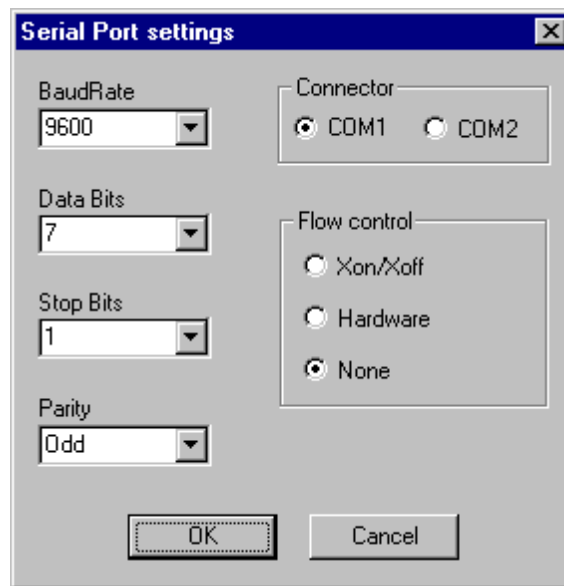 Serial Port settings
BaudRate
9600
Data Bits
7
Stop Bits
1
Parity
Odd
Connector
COM1 COM2
Flow control
Xon/Xoff
Hardware
None
OK Cancel